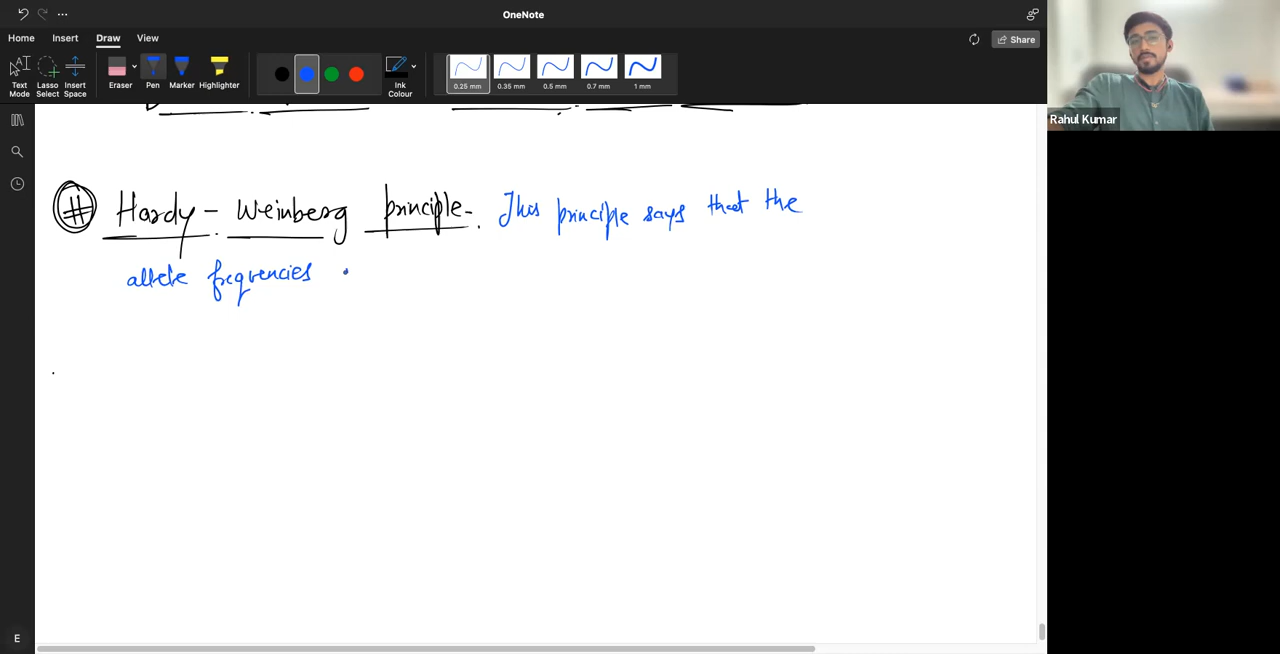 OneNote
Home Insert Draw View
Share
Text Mode
Lasso Select
Insert Space
Eraser
Pen
Marker
Highlighter
Ink Colour
0.25 mm
0.35 mm
0.5 mm
0.7 mm
1 mm
Rahul Kumar
# Hardy - Weinberg principle. This principle says that the
allele frequencies
E